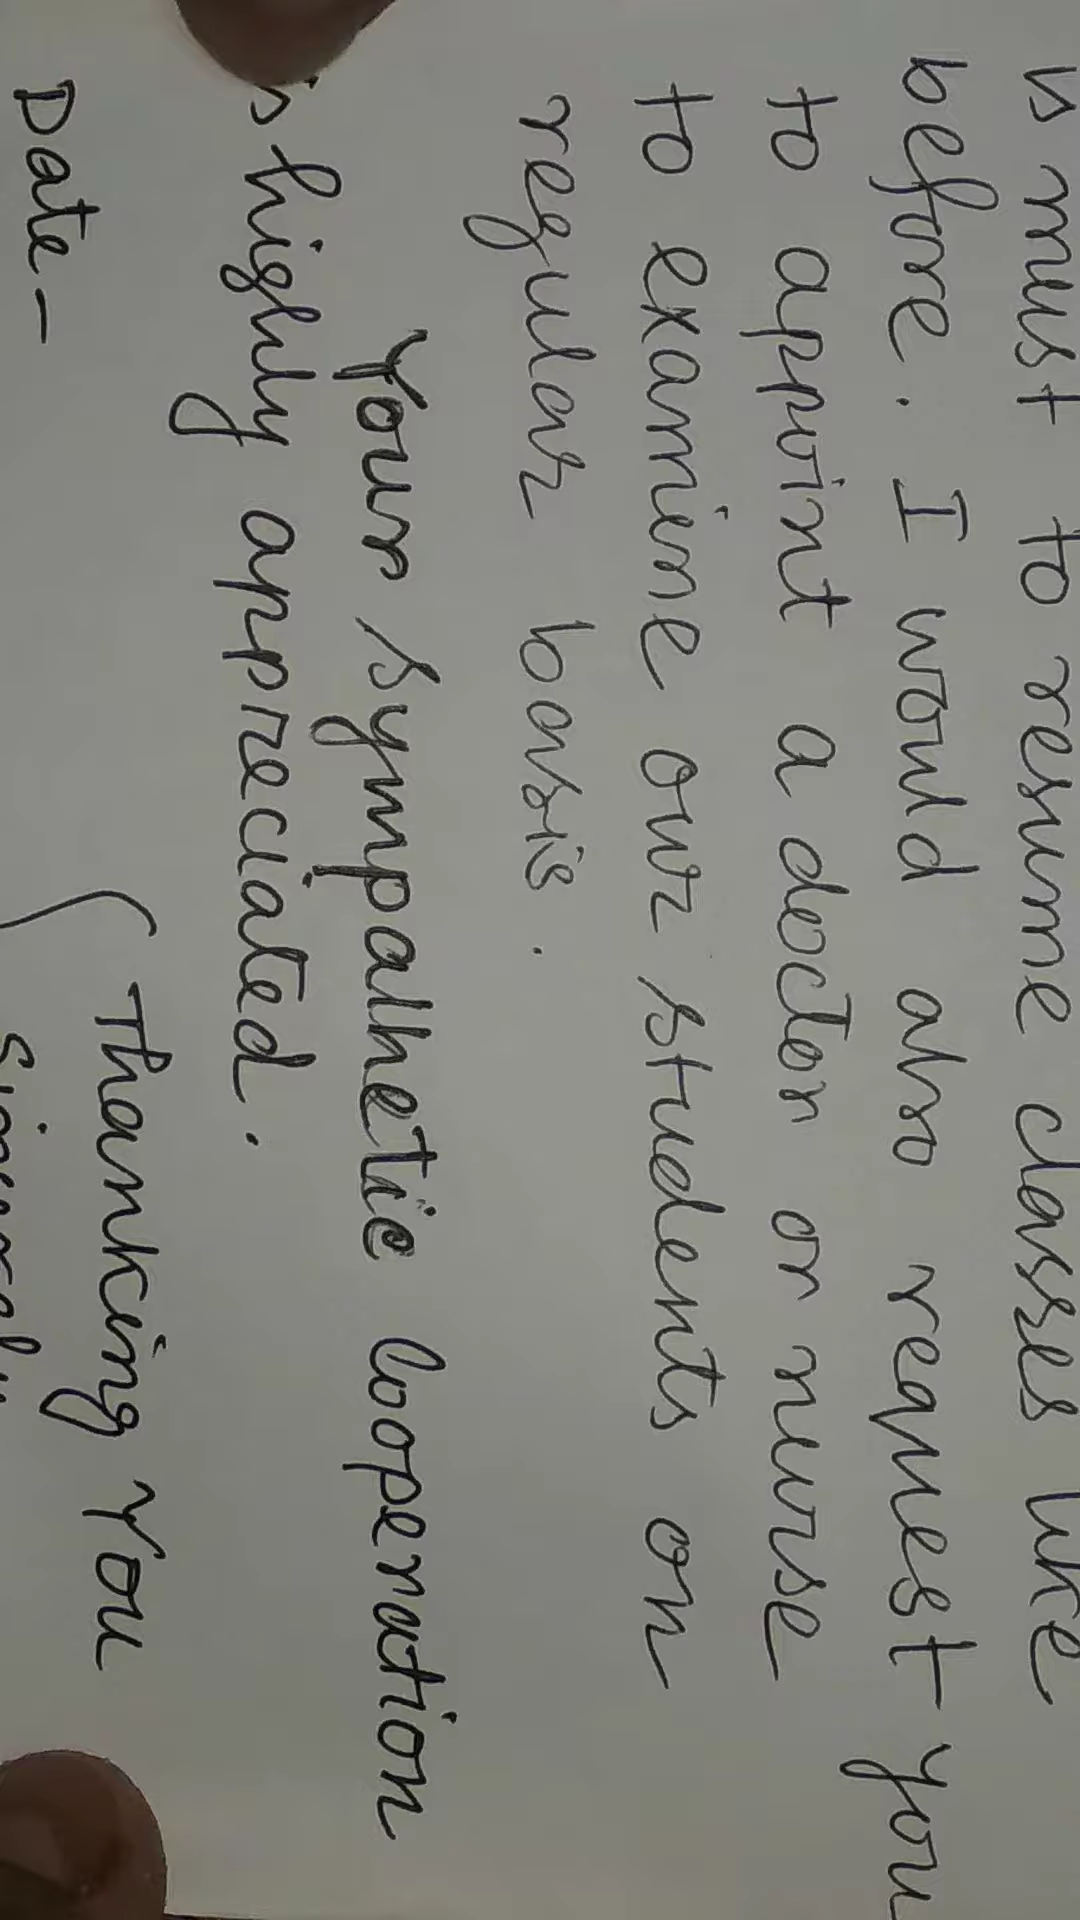 is must to resume classes like
before. I would also request you
to appoint a doctor or nurse
to examine our students on
regular basis.
Your sympathetic Cooperation
is highly appreciated.
Thanking You
Date -
Sincerely